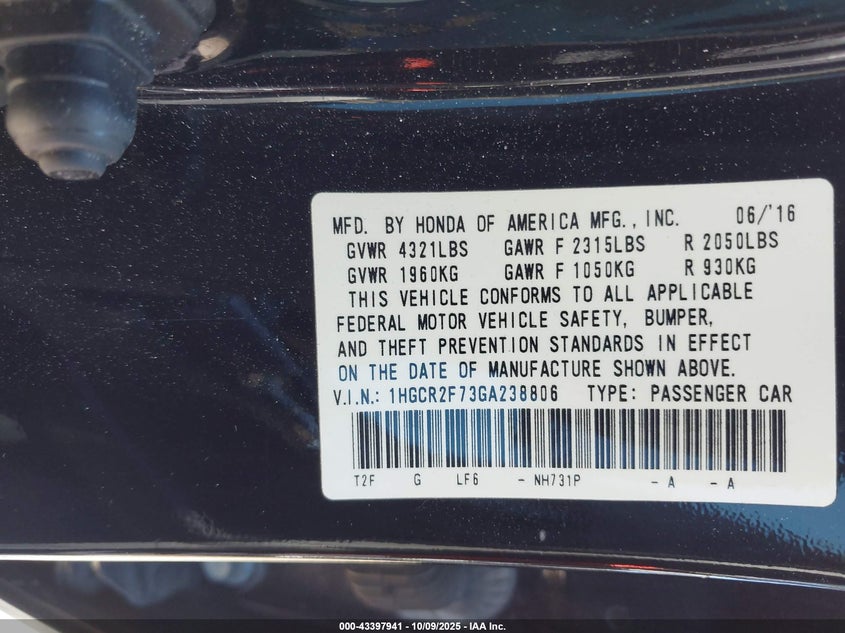 MFD. BY HONDA OF AMERICA MFG., INC. 06/'16
GVWR 4321LBS GAWR F 2315LBS R 2050LBS
GVWR 1960KG GAWR F 1050KG R 930KG
THIS VEHICLE CONFORMS TO ALL APPLICABLE
FEDERAL MOTOR VEHICLE SAFETY, BUMPER,
AND THEFT PREVENTION STANDARDS IN EFFECT
ON THE DATE OF MANUFACTURE SHOWN ABOVE.
V.I.N.: 1HGCR2F73GA238806 TYPE: PASSENGER CAR
T2F G LF6 - NH731P - A - A
000-43397941 - 10/09/2025 - IAA Inc.